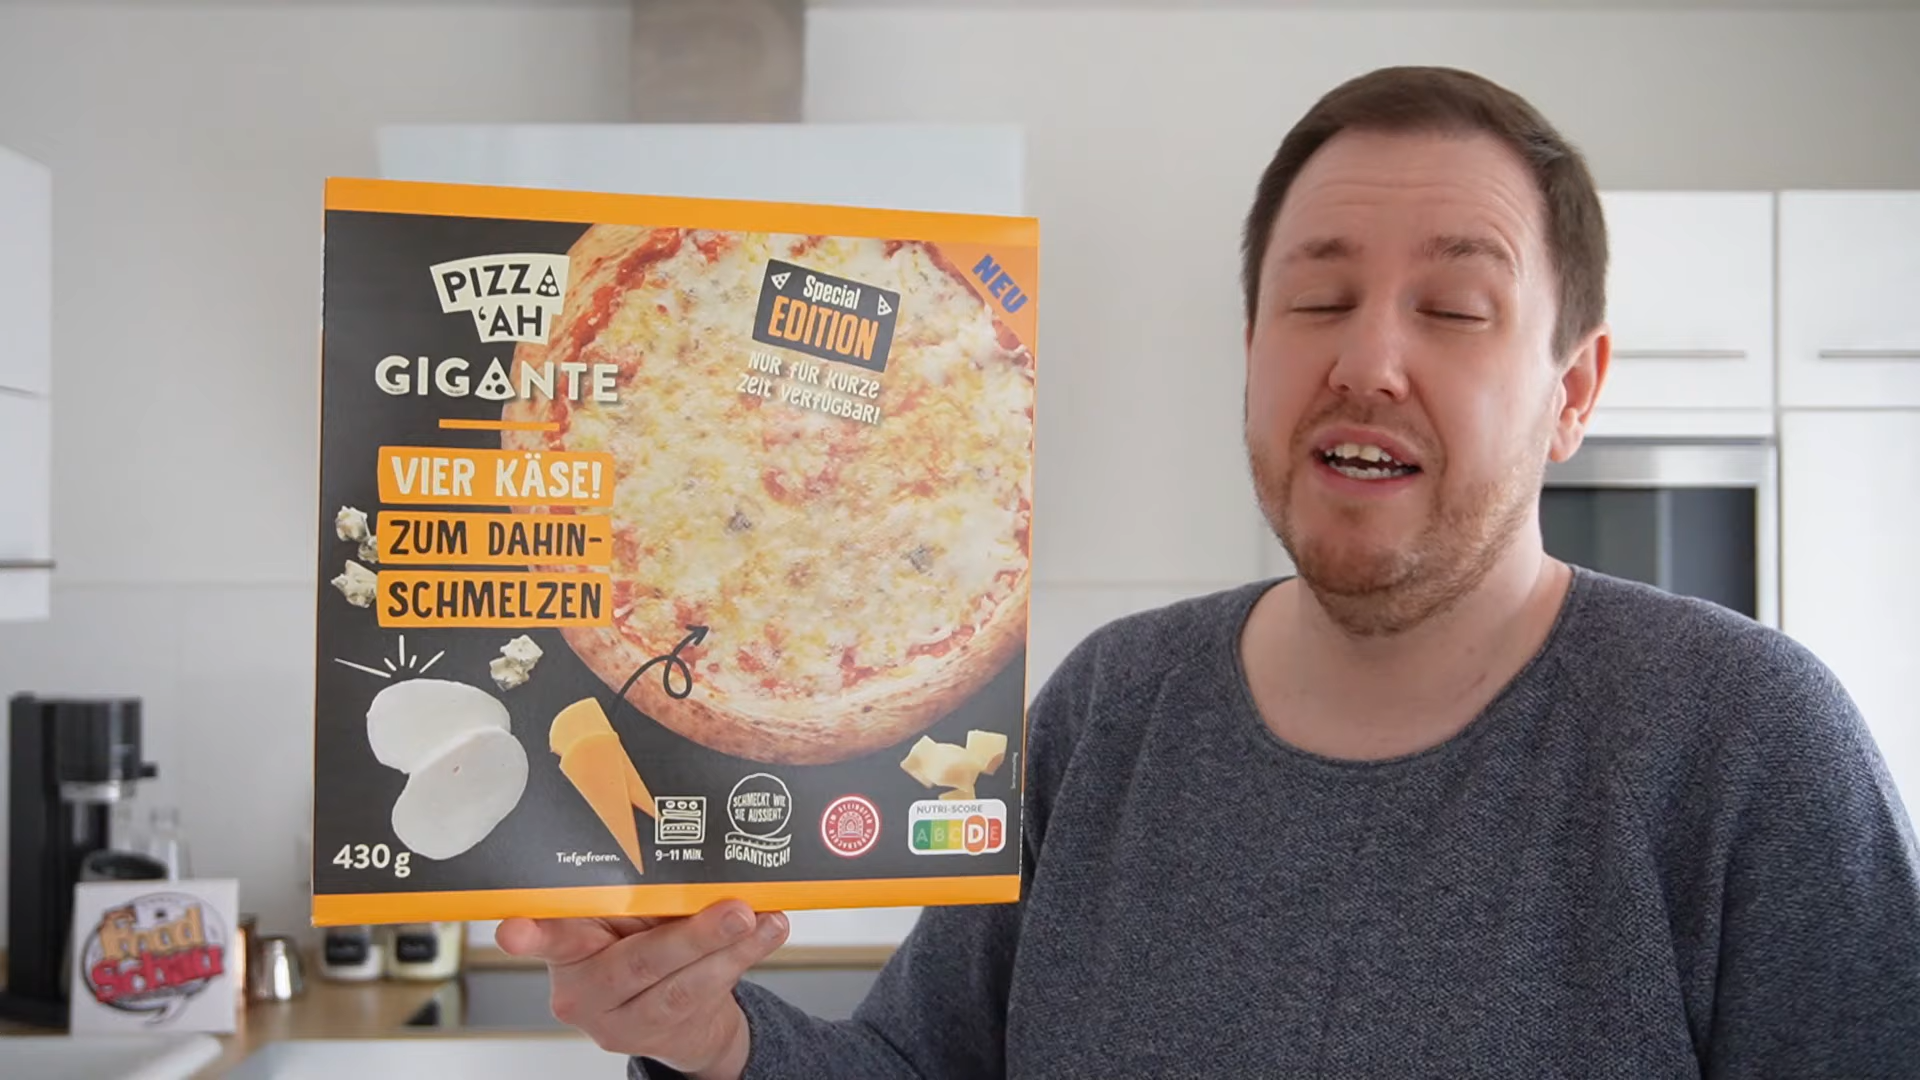 PIZZA
'AH
GIGANTE
VIER KÄSE!
ZUM DAHIN-
SCHMELZEN
Special
EDITION
NUR FÜR KURZE
ZEIT VERFÜGBAR!
NEU
430g
Tiefgefroren.
9-11 MIN.
SCHMECKT WIE
SIE AUSSIEHT.
GIGANTISCH!
NUTRI-SCORE
A B C D E
Food
Schau